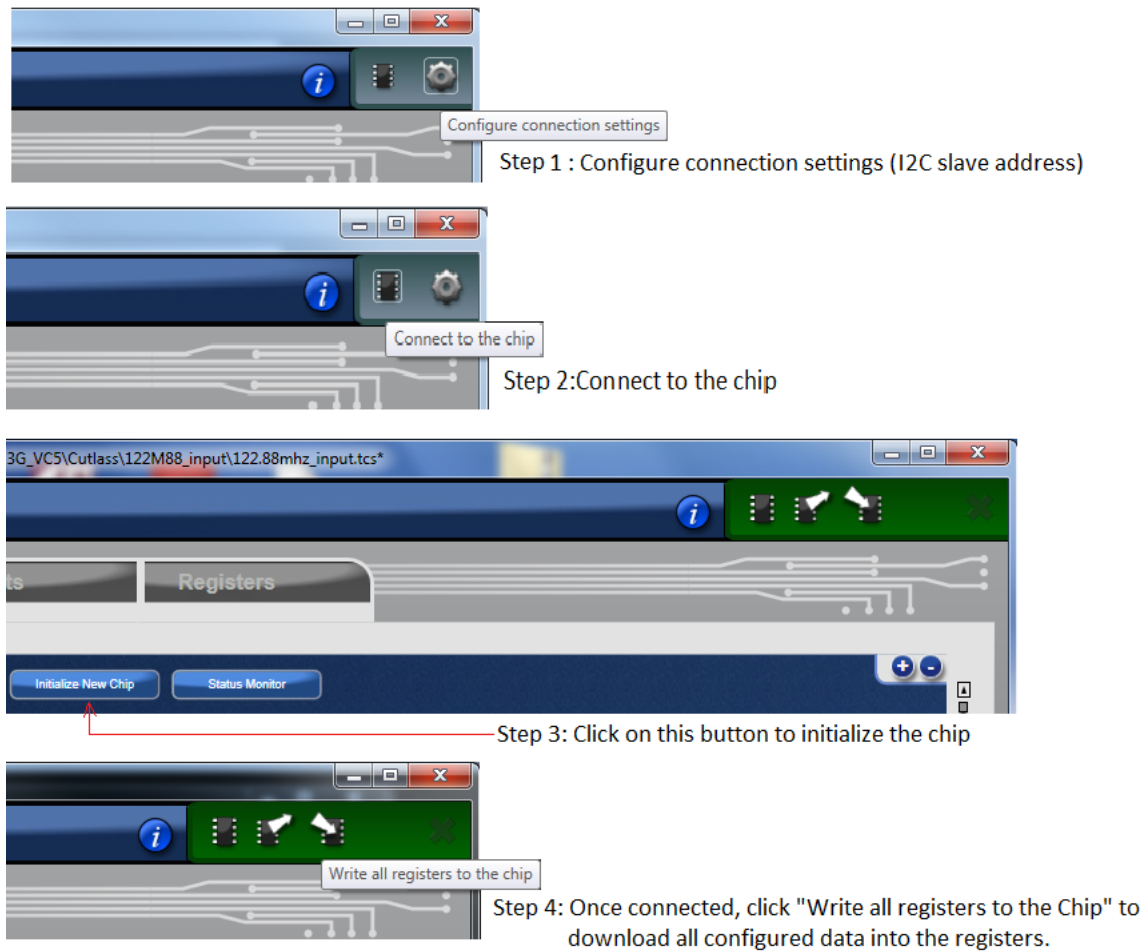 Configure connection settings
Step 1 : Configure connection settings (I2C slave address)
Connect to the chip
Step 2:Connect to the chip
3G_VC5\Cutlass\122M88_input\122.88mhz_input.tcs*
ts
Registers
Initialize New Chip
Status Monitor
Step 3: Click on this button to initialize the chip
Write all registers to the chip
Step 4: Once connected, click "Write all registers to the Chip" to
download all configured data into the registers.